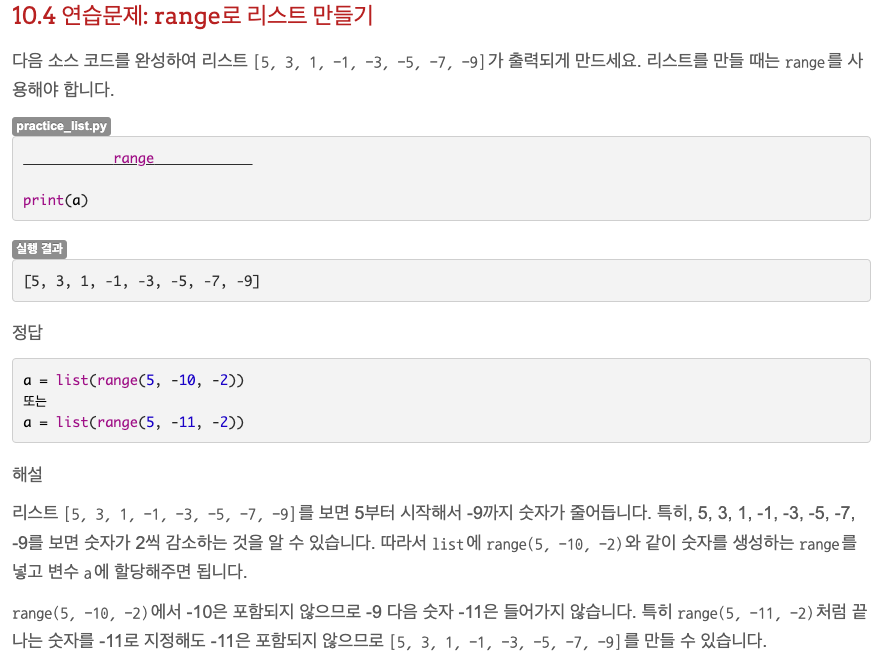 10.4 연습문제: range로 리스트 만들기
다음 소스 코드를 완성하여 리스트 [5, 3, 1, -1, -3, -5, -7, -9]가 출력되게 만드세요. 리스트를 만들 때는 range를 사
용해야 합니다.
practice_list.py
___________range____________
print(a)
실행 결과
[5, 3, 1, -1, -3, -5, -7, -9]
정답
a = list(range(5, -10, -2))
또는
a = list(range(5, -11, -2))
해설
리스트 [5, 3, 1, -1, -3, -5, -7, -9]를 보면 5부터 시작해서 -9까지 숫자가 줄어듭니다. 특히, 5, 3, 1, -1, -3, -5, -7,
-9를 보면 숫자가 2씩 감소하는 것을 알 수 있습니다. 따라서 list에 range(5, -10, -2)와 같이 숫자를 생성하는 range를
넣고 변수 a에 할당해주면 됩니다.
range(5, -10, -2)에서 -10은 포함되지 않으므로 -9 다음 숫자 -11은 들어가지 않습니다. 특히 range(5, -11, -2)처럼 끝
나는 숫자를 -11로 지정해도 -11은 포함되지 않으므로 [5, 3, 1, -1, -3, -5, -7, -9]를 만들 수 있습니다.